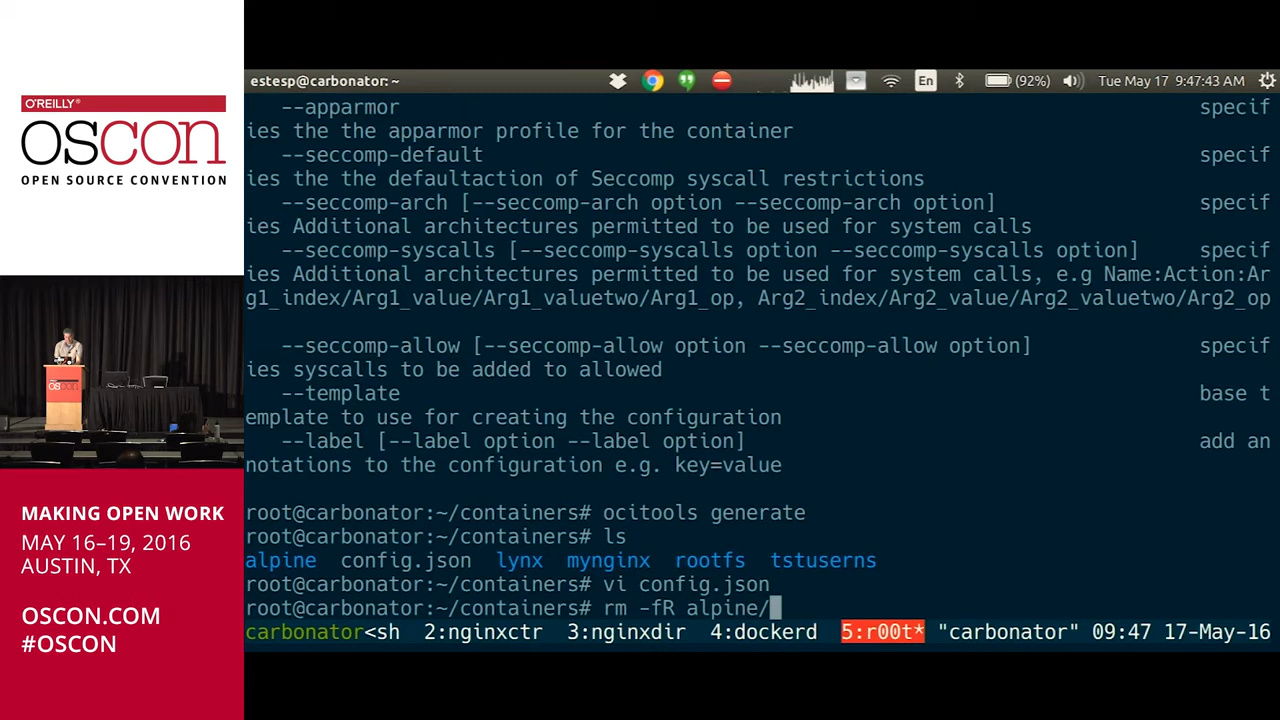 O'REILLY®
OSCON
OPEN SOURCE CONVENTION
OSCON
MAKING OPEN WORK
MAY 16–19, 2016
AUSTIN, TX
OSCON.COM
#OSCON
estesp@carbonator: ~
En
(92%)
Tue May 17 9:47:43 AM
--apparmor specif
ies the the apparmor profile for the container
--seccomp-default specif
ies the the defaultaction of Seccomp syscall restrictions
--seccomp-arch [--seccomp-arch option --seccomp-arch option] specif
ies Additional architectures permitted to be used for system calls
--seccomp-syscalls [--seccomp-syscalls option --seccomp-syscalls option] specif
ies Additional architectures permitted to be used for system calls, e.g Name:Action:Ar
g1_index/Arg1_value/Arg1_valuetwo/Arg1_op, Arg2_index/Arg2_value/Arg2_valuetwo/Arg2_op
--seccomp-allow [--seccomp-allow option --seccomp-allow option] specif
ies syscalls to be added to allowed
--template base t
emplate to use for creating the configuration
--label [--label option --label option] add an
notations to the configuration e.g. key=value
root@carbonator:~/containers# ocitools generate
root@carbonator:~/containers# ls
alpine config.json lynx mynginx rootfs tstuserns
root@carbonator:~/containers# vi config.json
root@carbonator:~/containers# rm -fR alpine/
carbonator<sh 2:nginxctr 3:nginxdir 4:dockerd 5:r00t* "carbonator" 09:47 17-May-16